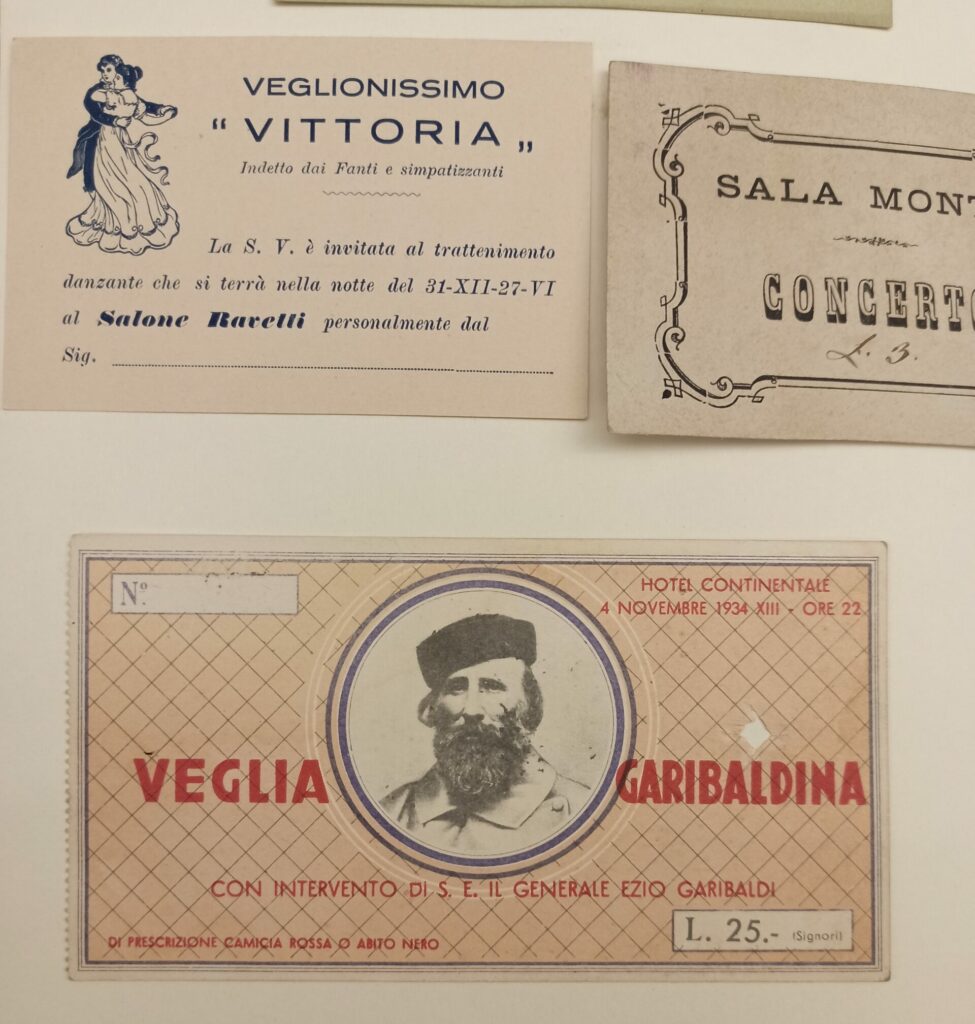 VEGLIONISSIMO
“ VITTORIA „
Indetto dai Fanti e simpatizzanti
La S. V. è invitata al trattenimento
danzante che si terrà nella notte del 31-XII-27-VI
al Salone Ravetti personalmente dal
Sig.
SALA MONT
CONCERTO
L. 3.
Nº.
HOTEL CONTINENTALE
4 NOVEMBRE 1934 XIII - ORE 22
VEGLIA GARIBALDINA
CON INTERVENTO DI S. E. IL GENERALE EZIO GARIBALDI
L. 25.- (Signori)
DI PRESCRIZIONE CAMICIA ROSSA O ABITO NERO